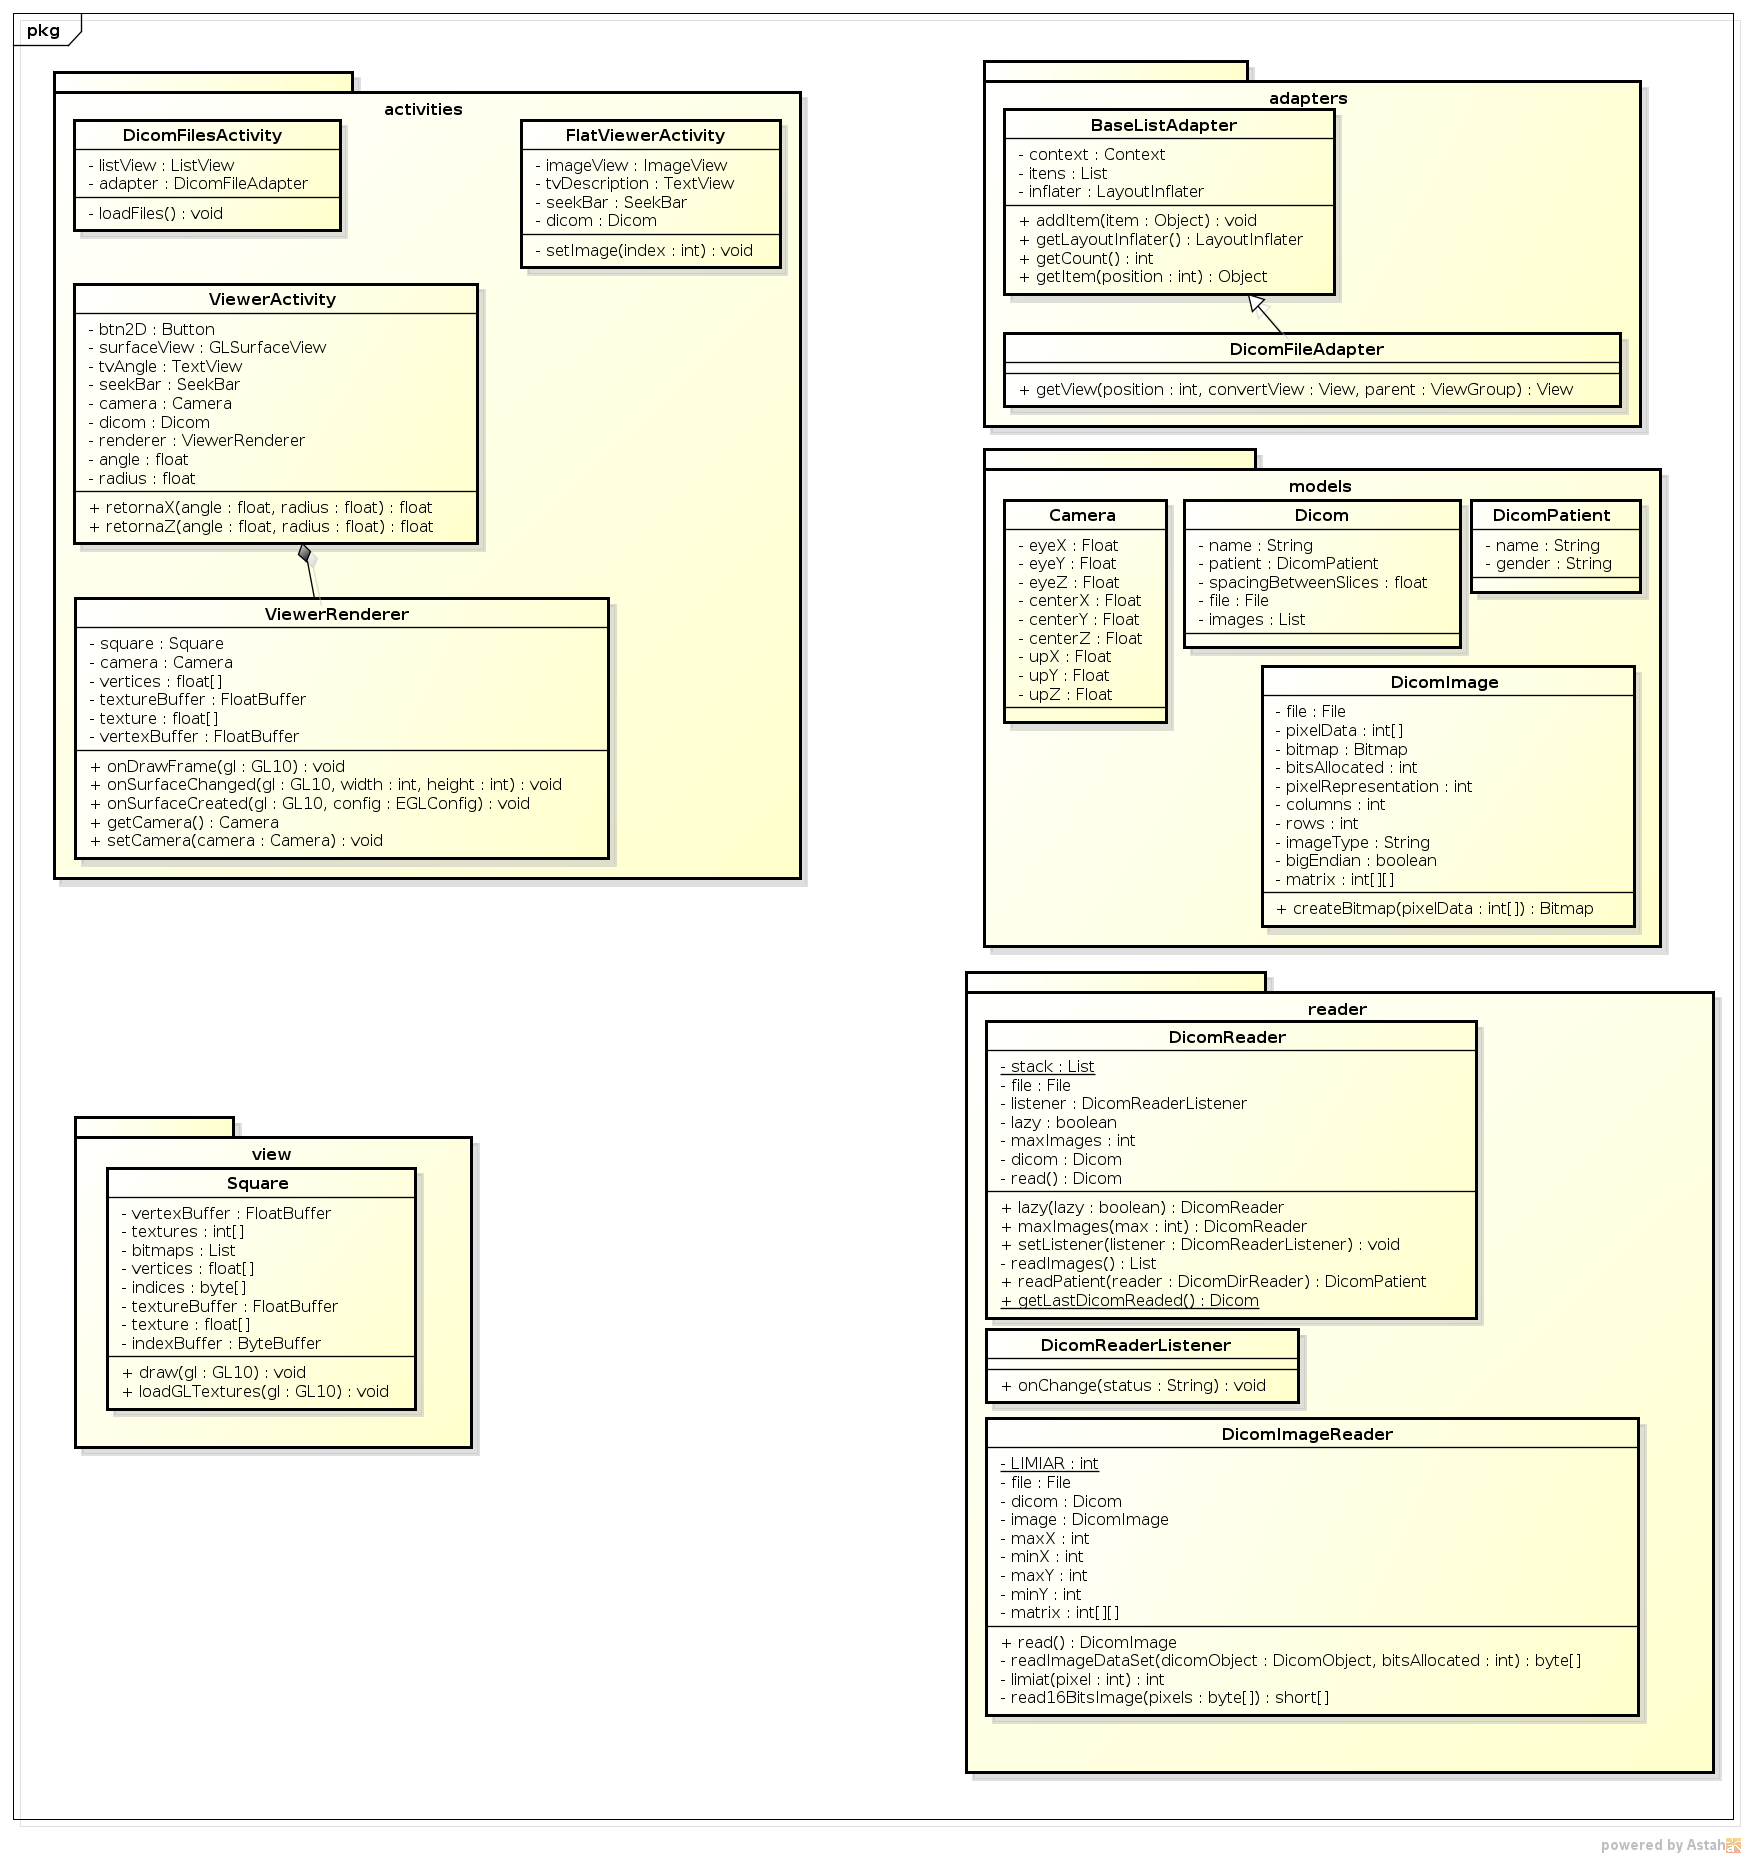 pkg
activities
DicomFilesActivity
- listView : ListView
- adapter : DicomFileAdapter
- loadFiles() : void
FlatViewerActivity
- imageView : ImageView
- tvDescription : TextView
- seekBar : SeekBar
- dicom : Dicom
- setImage(index : int) : void
ViewerActivity
- btn2D : Button
- surfaceView : GLSurfaceView
- tvAngle : TextView
- seekBar : SeekBar
- camera : Camera
- dicom : Dicom
- renderer : ViewerRenderer
- angle : float
- radius : float
+ retornaX(angle : float, radius : float) : float
+ retornaZ(angle : float, radius : float) : float
ViewerRenderer
- square : Square
- camera : Camera
- vertices : float[]
- textureBuffer : FloatBuffer
- texture : float[]
- vertexBuffer : FloatBuffer
+ onDrawFrame(gl : GL10) : void
+ onSurfaceChanged(gl : GL10, width : int, height : int) : void
+ onSurfaceCreated(gl : GL10, config : EGLConfig) : void
+ getCamera() : Camera
+ setCamera(camera : Camera) : void
adapters
BaseListAdapter
- context : Context
- itens : List
- inflater : LayoutInflater
+ addItem(item : Object) : void
+ getLayoutInflater() : LayoutInflater
+ getCount() : int
+ getItem(position : int) : Object
DicomFileAdapter
+ getView(position : int, convertView : View, parent : ViewGroup) : View
models
Camera
- eyeX : Float
- eyeY : Float
- eyeZ : Float
- centerX : Float
- centerY : Float
- centerZ : Float
- upX : Float
- upY : Float
- upZ : Float
Dicom
- name : String
- patient : DicomPatient
- spacingBetweenSlices : float
- file : File
- images : List
DicomPatient
- name : String
- gender : String
DicomImage
- file : File
- pixelData : int[]
- bitmap : Bitmap
- bitsAllocated : int
- pixelRepresentation : int
- columns : int
- rows : int
- imageType : String
- bigEndian : boolean
- matrix : int[][]
+ createBitmap(pixelData : int[]) : Bitmap
reader
DicomReader
- stack : List
- file : File
- listener : DicomReaderListener
- lazy : boolean
- maxImages : int
- dicom : Dicom
- read() : Dicom
+ lazy(lazy : boolean) : DicomReader
+ maxImages(max : int) : DicomReader
+ setListener(listener : DicomReaderListener) : void
- readImages() : List
+ readPatient(reader : DicomDirReader) : DicomPatient
+ getLastDicomReaded() : Dicom
DicomReaderListener
+ onChange(status : String) : void
DicomImageReader
- LIMIAR : int
- file : File
- dicom : Dicom
- image : DicomImage
- maxX : int
- minX : int
- maxY : int
- minY : int
- matrix : int[][]
+ read() : DicomImage
- readImageDataSet(dicomObject : DicomObject, bitsAllocated : int) : byte[]
- limiat(pixel : int) : int
- read16BitsImage(pixels : byte[]) : short[]
view
Square
- vertexBuffer : FloatBuffer
- textures : int[]
- bitmaps : List
- vertices : float[]
- indices : byte[]
- textureBuffer : FloatBuffer
- texture : float[]
- indexBuffer : ByteBuffer
+ draw(gl : GL10) : void
+ loadGLTextures(gl : GL10) : void
powered by Astah